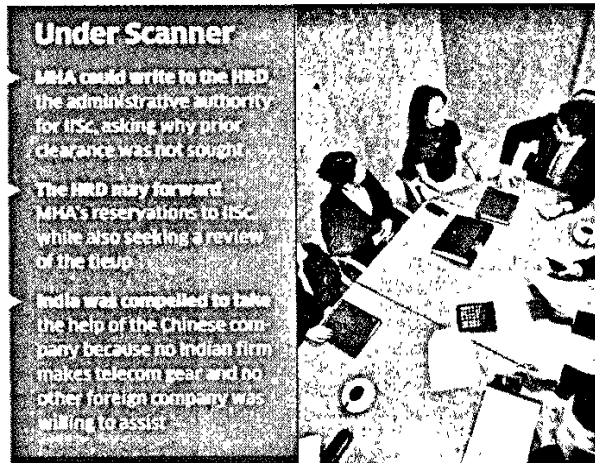 Under Scanner
MHA could write to the HRD,
the administrative authority
for IISc, asking why prior
clearance was not sought
The HRD may forward
MHA's reservations to IISc
while also seeking a review
of the tieup
India was compelled to take
the help of the Chinese com-
pany because no Indian firm
makes telecom gear and no
other foreign company was
willing to assist